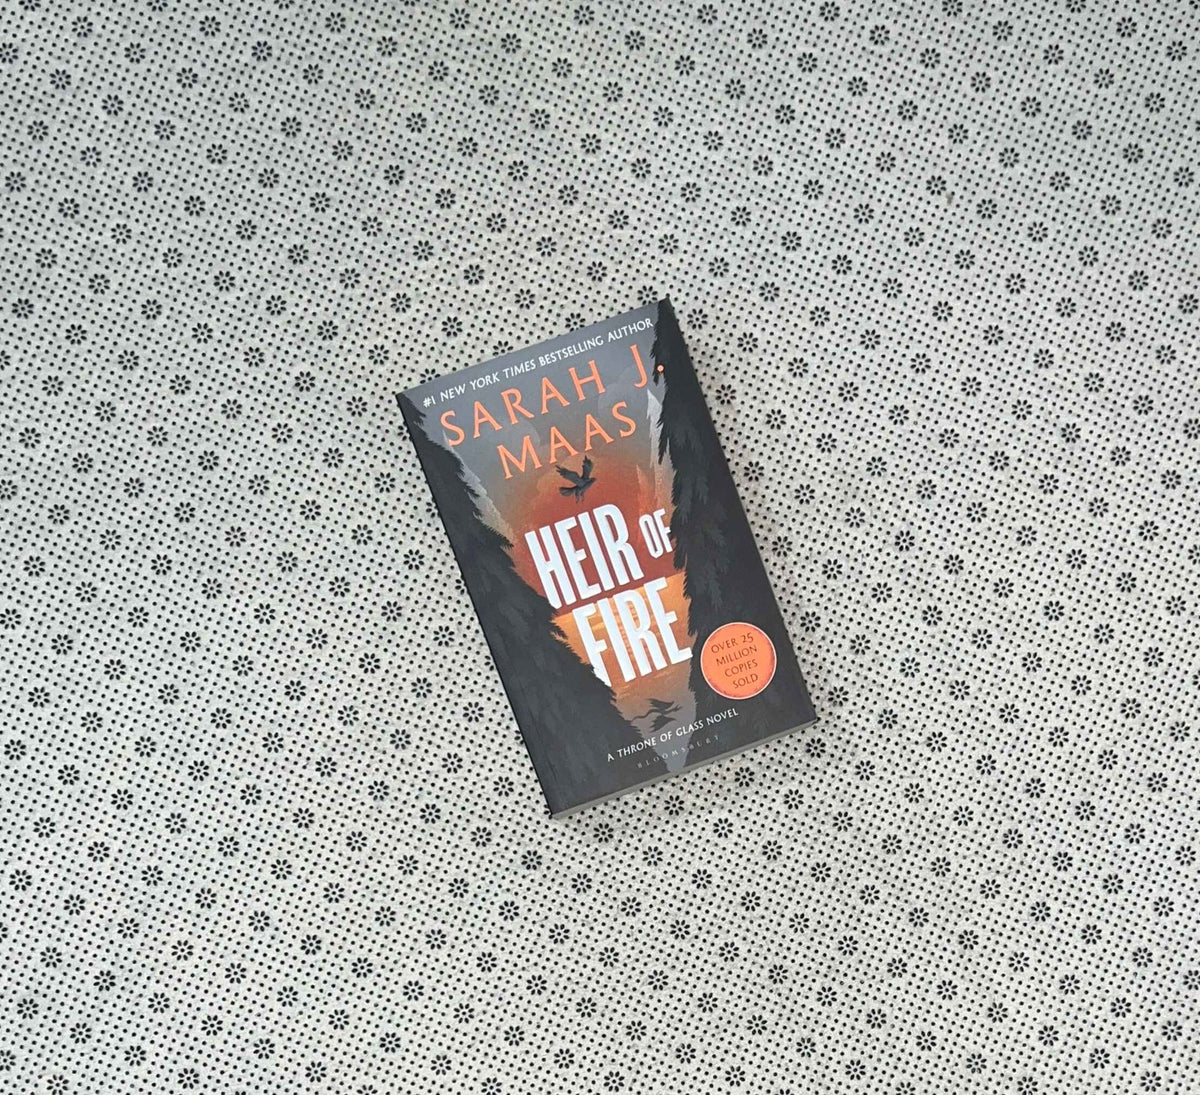 #1 NEW YORK TIMES BESTSELLING AUTHOR
SARAH J.
MAAS
HEIR OF
FIRE
OVER 25
MILLION
COPIES
SOLD
A THRONE OF GLASS NOVEL
BLOOMSBURY